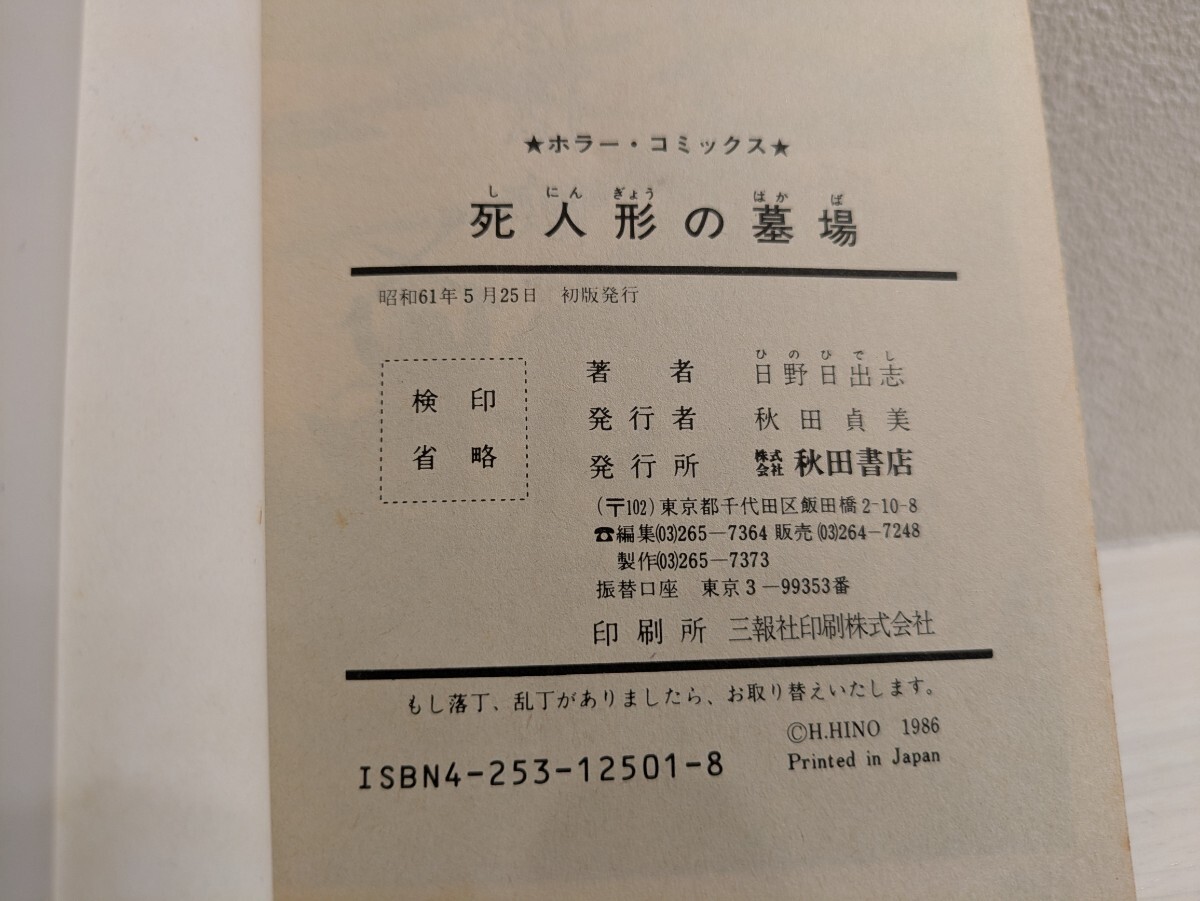 ★ホラー・コミックス★
し にん ぎょう はか ば
死人形の墓場
昭和61年5月25日 初版発行
検印
省略
ひのひでし
著者 日野日出志
発行者 秋田貞美
発行所 株式会社 秋田書店
(〒102)東京都千代田区飯田橋2-10-8
☎編集(03)265—7364 販売(03)264-7248
製作(03)265—7373
振替口座 東京3—99353番
印刷所 三報社印刷株式会社
もし落丁、乱丁がありましたら、お取り替えいたします。
©H.HINO 1986
ISBN4-253-12501-8
Printed in Japan